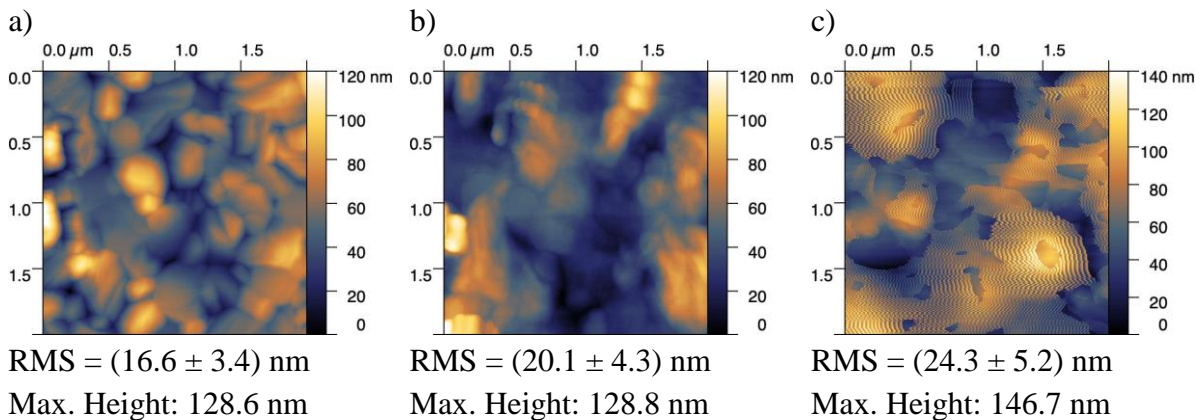 a)
0.0 µm 0.5 1.0 1.5
0.0
0.5
1.0
1.5
120 nm
100
80
60
40
20
0
RMS = (16.6 ± 3.4) nm
Max. Height: 128.6 nm
b)
0.0 µm 0.5 1.0 1.5
0.0
0.5
1.0
1.5
120 nm
100
80
60
40
20
0
RMS = (20.1 ± 4.3) nm
Max. Height: 128.8 nm
c)
0.0 µm 0.5 1.0 1.5
0.0
0.5
1.0
1.5
140 nm
120
100
80
60
40
20
0
RMS = (24.3 ± 5.2) nm
Max. Height: 146.7 nm